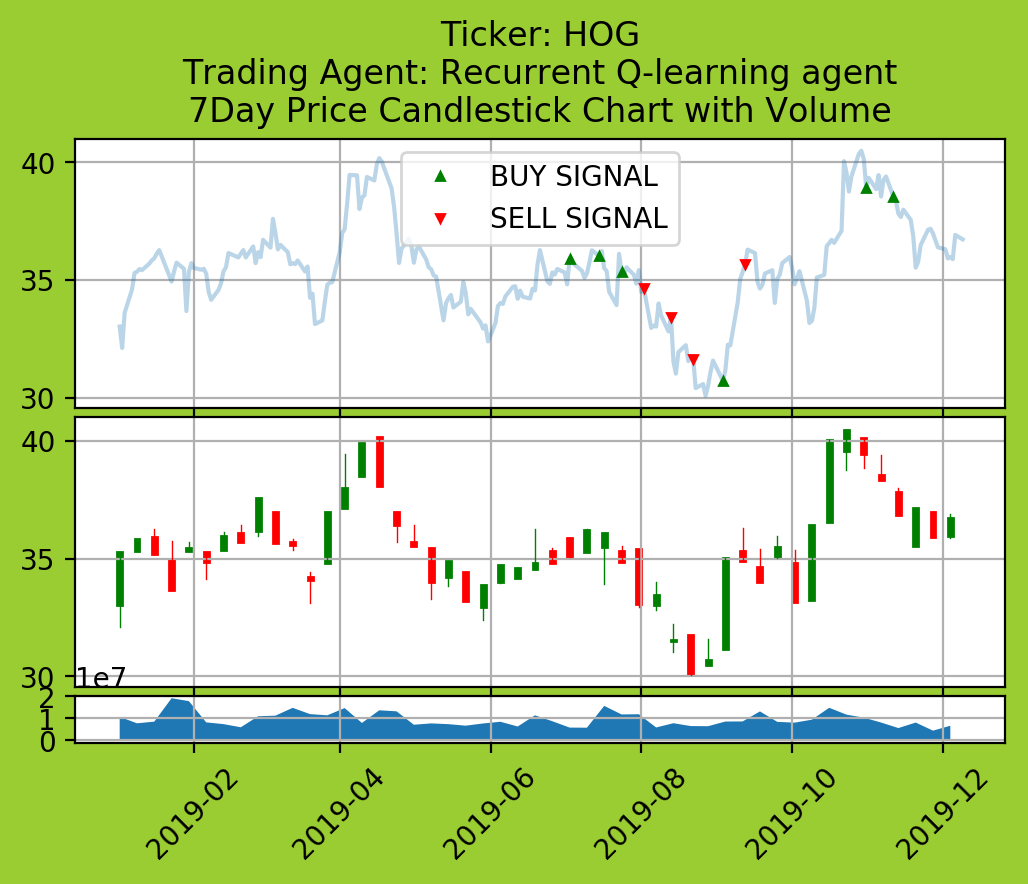 Ticker: HOG
Trading Agent: Recurrent Q-learning agent
7Day Price Candlestick Chart with Volume
40
35
30
BUY SIGNAL
SELL SIGNAL
40
35
30
1e7
2
1
0
2019-02
2019-04
2019-06
2019-08
2019-10
2019-12